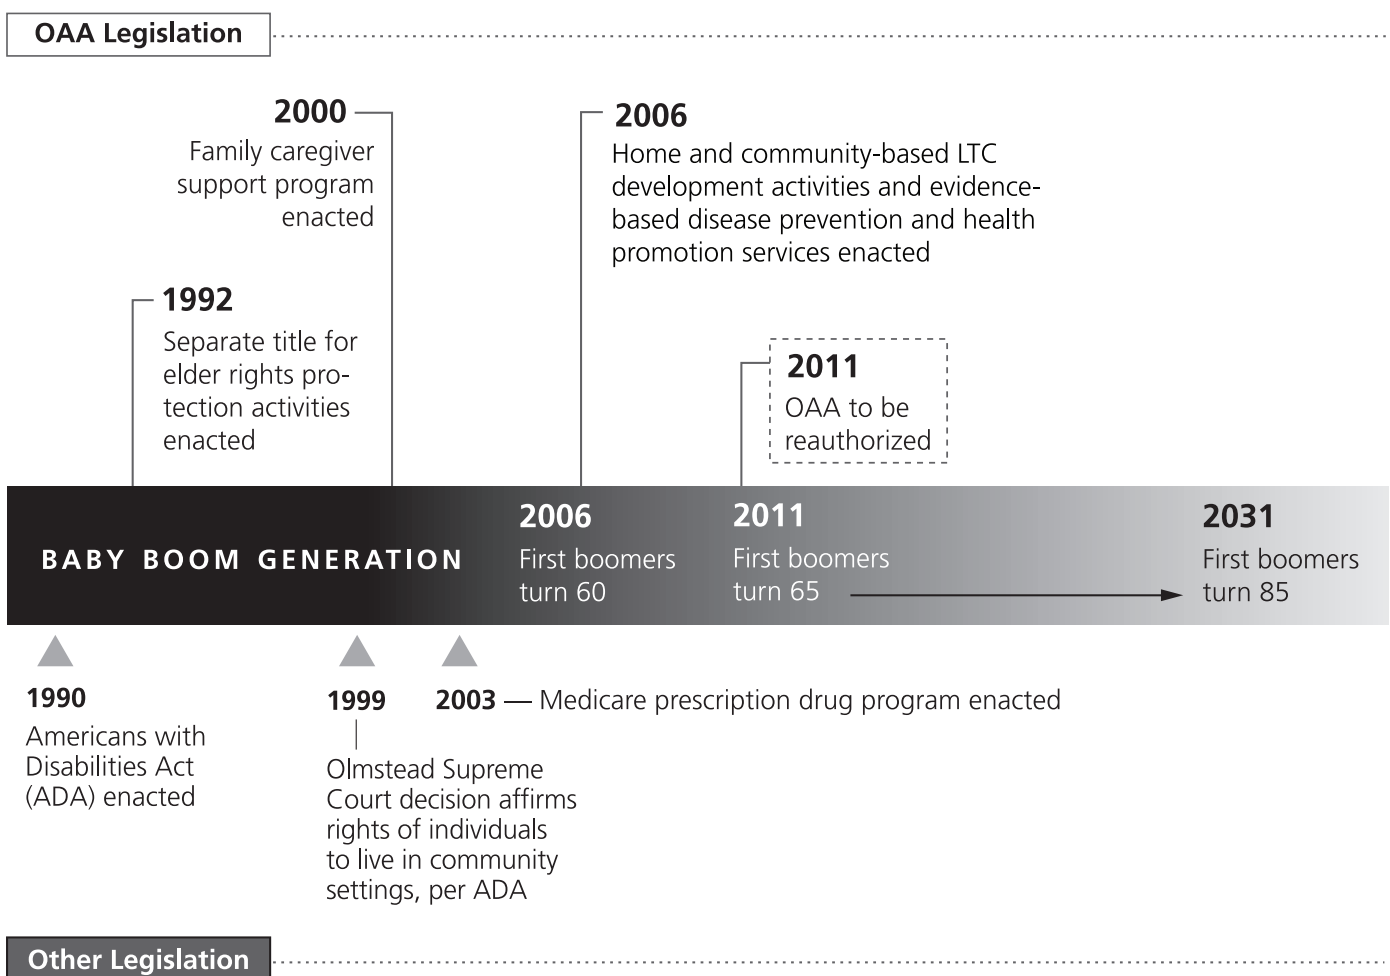 OAA Legislation
2000
Family caregiver
support program
enacted
2006
Home and community-based LTC
development activities and evidence-
based disease prevention and health
promotion services enacted
1992
Separate title for
elder rights pro-
tection activities
enacted
2011
OAA to be
reauthorized
BABY BOOM GENERATION
2006
First boomers
turn 60
2011
First boomers
turn 65
2031
First boomers
turn 85
1990
Americans with
Disabilities Act
(ADA) enacted
1999
Olmstead Supreme
Court decision affirms
rights of individuals
to live in community
settings, per ADA
2003 — Medicare prescription drug program enacted
Other Legislation